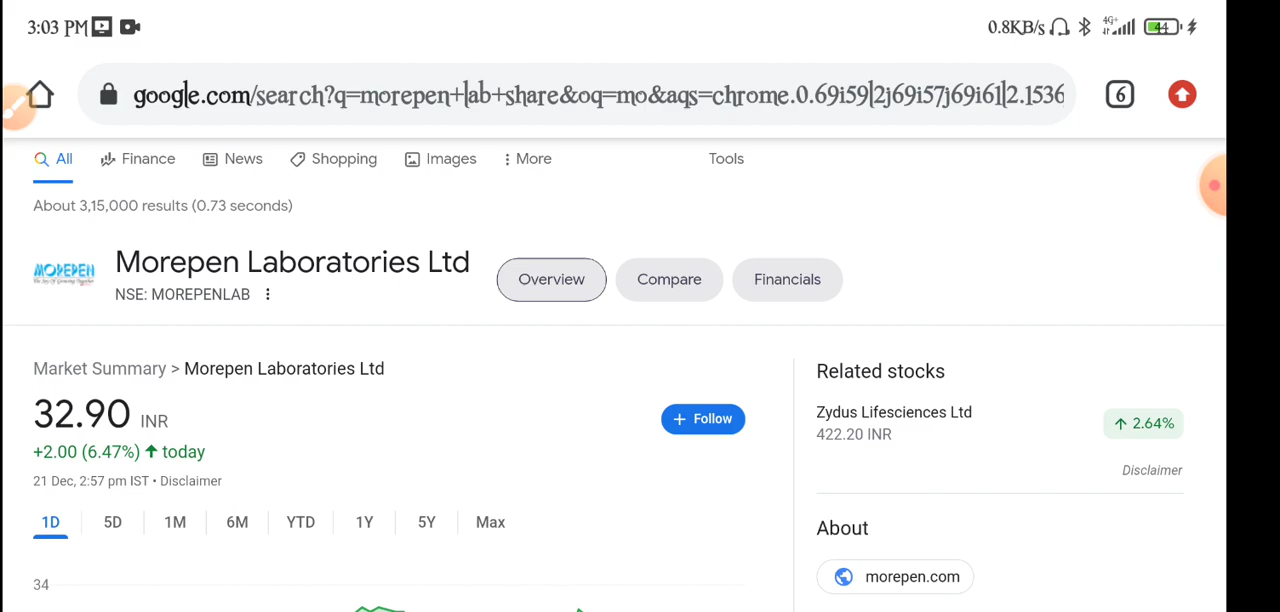 3:03 PM
0.8KB/s 4G+ 44
google.com/search?q=morepen+lab+share&oq=mo&aqs=chrome.0.69i59l2j69i57j69i61l2.1536
6
All Finance News Shopping Images More Tools
About 3,15,000 results (0.73 seconds)
MOREPEN
Morepen Laboratories Ltd
NSE: MOREPENLAB
Overview Compare Financials
Market Summary > Morepen Laboratories Ltd
32.90 INR
+ Follow
+2.00 (6.47%) ↑ today
21 Dec, 2:57 pm IST • Disclaimer
1D 5D 1M 6M YTD 1Y 5Y Max
34
Related stocks
Zydus Lifesciences Ltd
422.20 INR
↑ 2.64%
Disclaimer
About
morepen.com